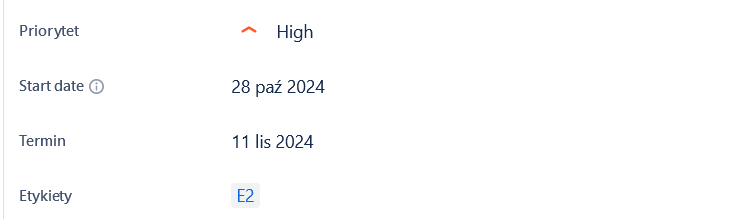 Priorytet High
Start date 28 paź 2024
Termin 11 lis 2024
Etykiety E2